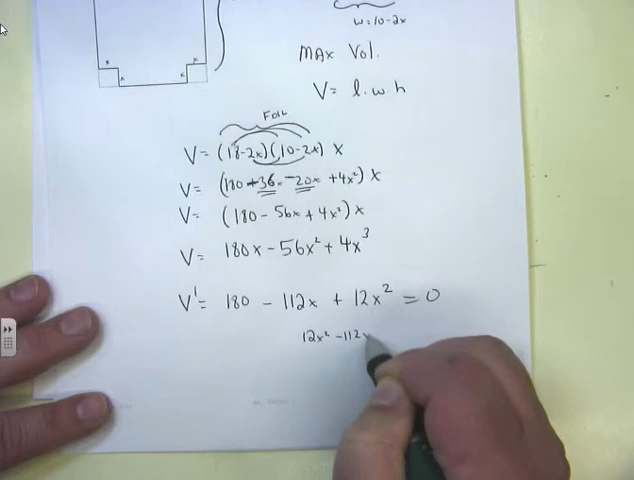 w=10-2x
x x
x x
MAX Vol.
V= l.w.h
FOIL
V= (18-2x)(10-2x) x
V= (180-36x-20x+4x²) x
V= (180-56x+4x²)x
V= 180x-56x²+4x³
V'= 180 - 112x + 12x² = 0
12x² -112x